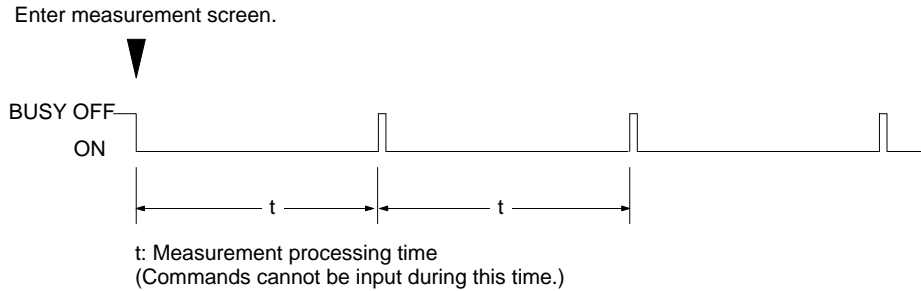 Enter measurement screen.
BUSY OFF
ON
t t
t: Measurement processing time
(Commands cannot be input during this time.)